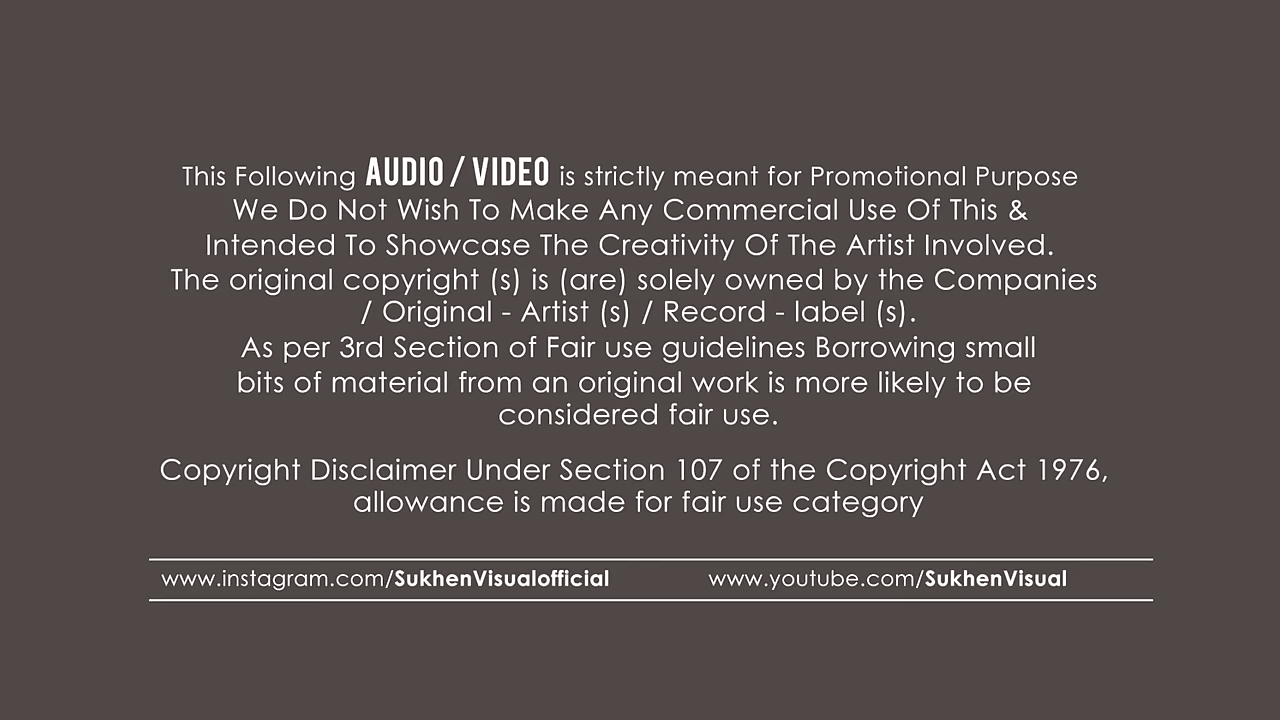 This Following AUDIO / VIDEO is strictly meant for Promotional Purpose
We Do Not Wish To Make Any Commercial Use Of This &
Intended To Showcase The Creativity Of The Artist Involved.
The original copyright (s) is (are) solely owned by the Companies
/ Original - Artist (s) / Record - label (s).
As per 3rd Section of Fair use guidelines Borrowing small
bits of material from an original work is more likely to be
considered fair use.
Copyright Disclaimer Under Section 107 of the Copyright Act 1976,
allowance is made for fair use category
www.instagram.com/SukhenVisualofficial www.youtube.com/SukhenVisual